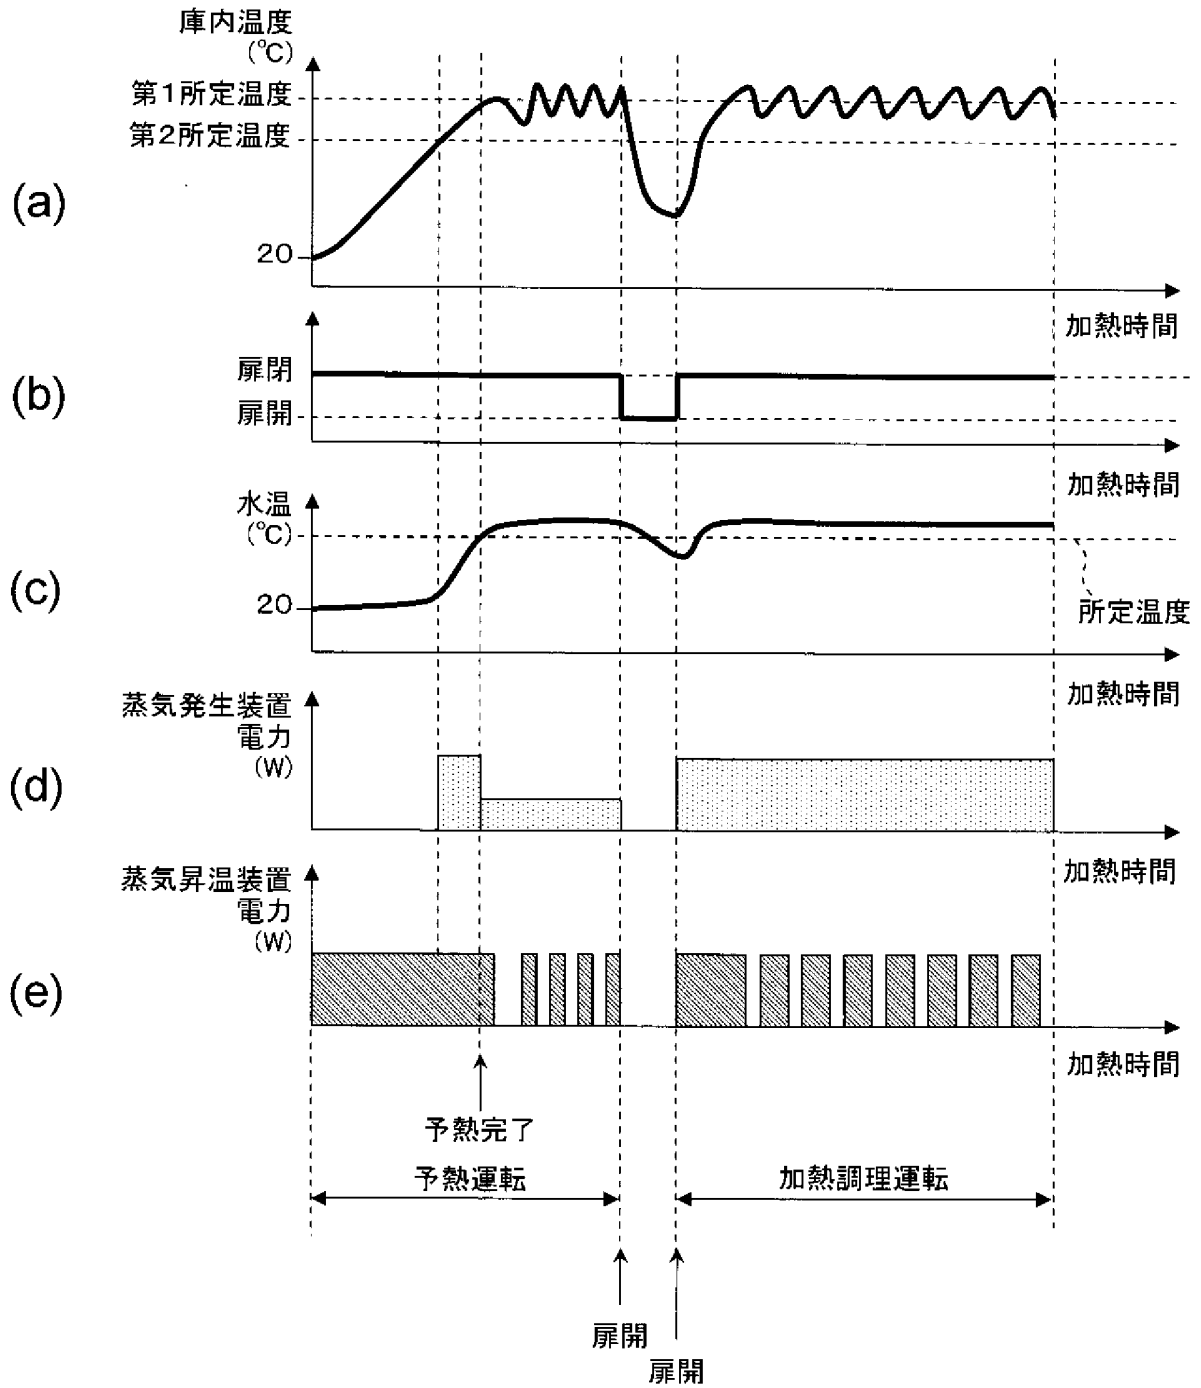 庫内温度
(℃)
第1所定温度
第2所定温度
(a)
20
加熱時間
扉閉
(b)
扉開
加熱時間
水温
(℃)
(c)
20
所定温度
加熱時間
蒸気発生装置
電力
(W)
(d)
加熱時間
蒸気昇温装置
電力
(W)
(e)
加熱時間
予熱完了
予熱運転
加熱調理運転
扉開
扉開